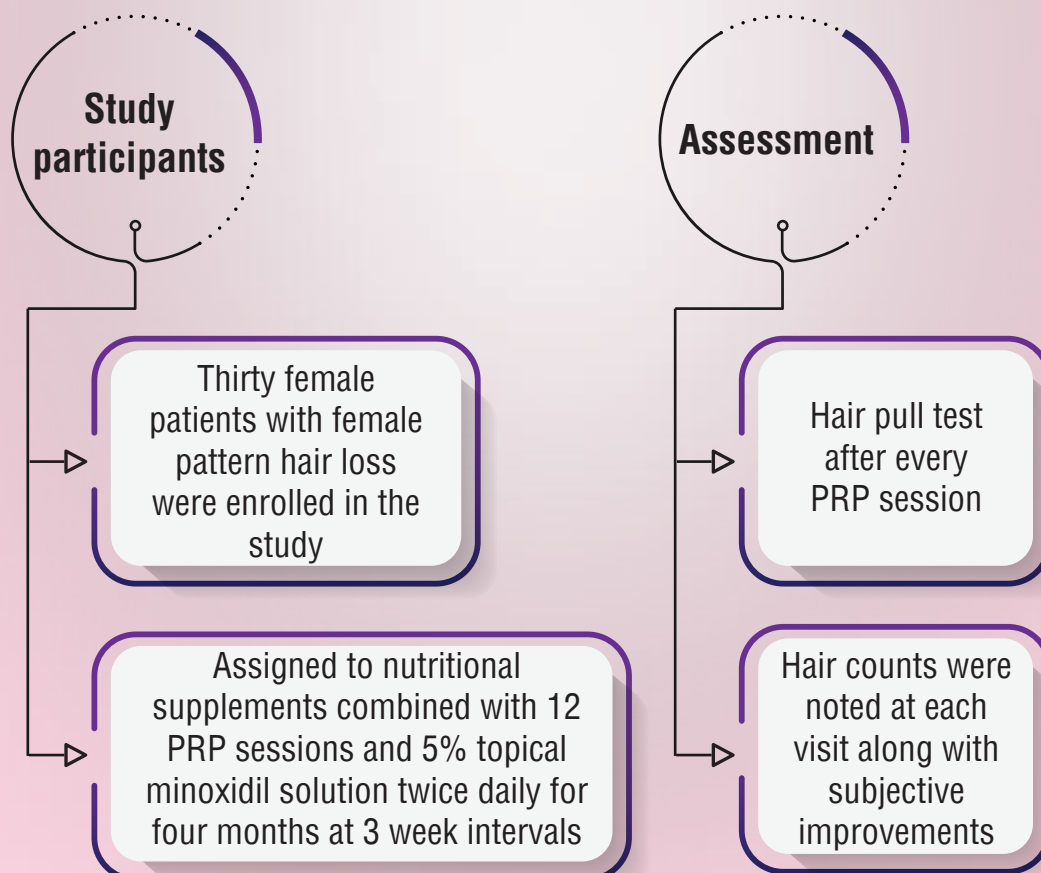 Study
participants
Thirty female
patients with female
pattern hair loss
were enrolled in the
study
Assigned to nutritional
supplements combined with 12
PRP sessions and 5% topical
minoxidil solution twice daily for
four months at 3 week intervals
Assessment
Hair pull test
after every
PRP session
Hair counts were
noted at each
visit along with
subjective
improvements